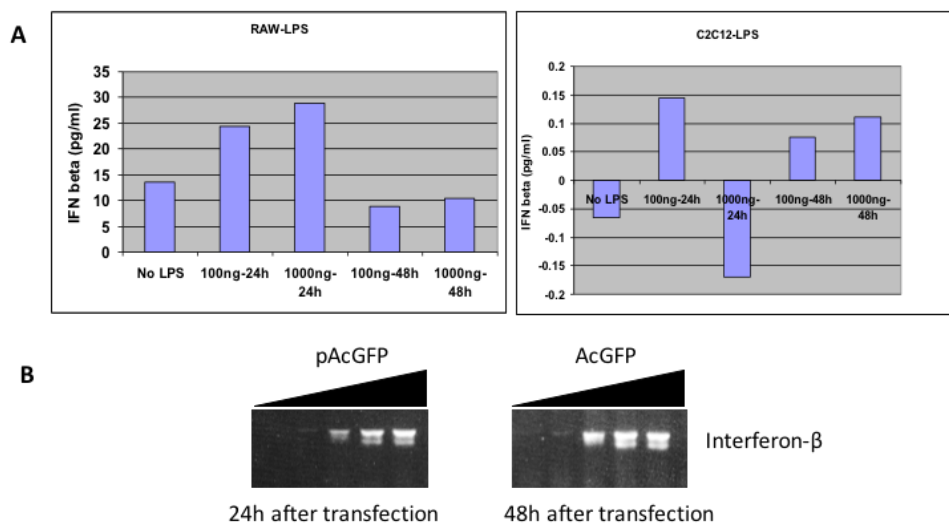 A
RAW-LPS
IFN beta (pg/ml)
35
30
25
20
15
10
5
0
No LPS
100ng-24h
1000ng-
24h
100ng-48h
1000ng-
48h
C2C12-LPS
IFN beta (pg/ml)
0.2
0.15
0.1
0.05
0
-0.05
-0.1
-0.15
-0.2
No LPS
100ng-24h
1000ng-
24h
100ng-48h
1000ng-
48h
B
pAcGFP
AcGFP
Interferon-β
24h after transfection
48h after transfection